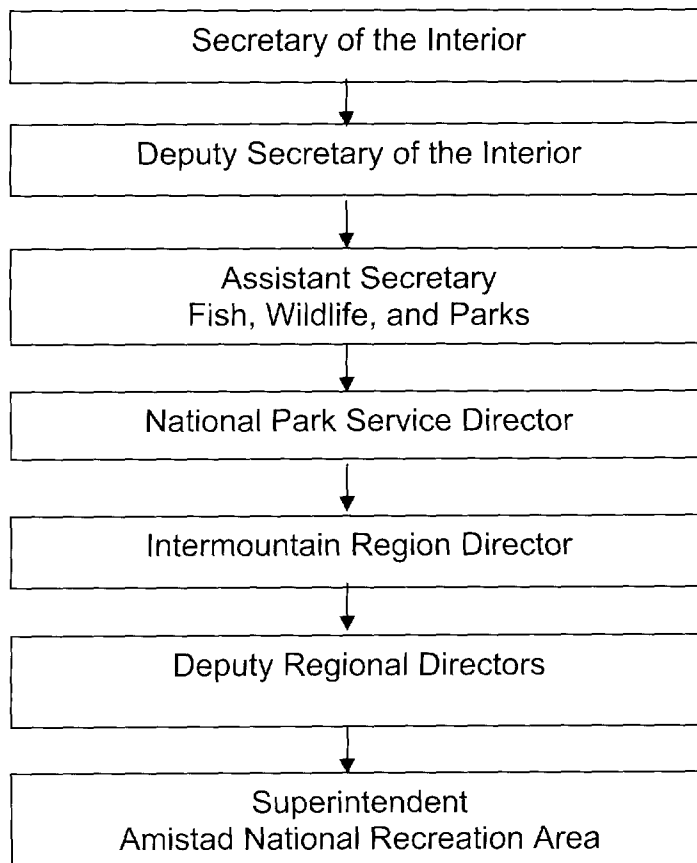 Secretary of the Interior
Deputy Secretary of the Interior
Assistant Secretary
Fish, Wildlife, and Parks
National Park Service Director
Intermountain Region Director
Deputy Regional Directors
Superintendent
Amistad National Recreation Area